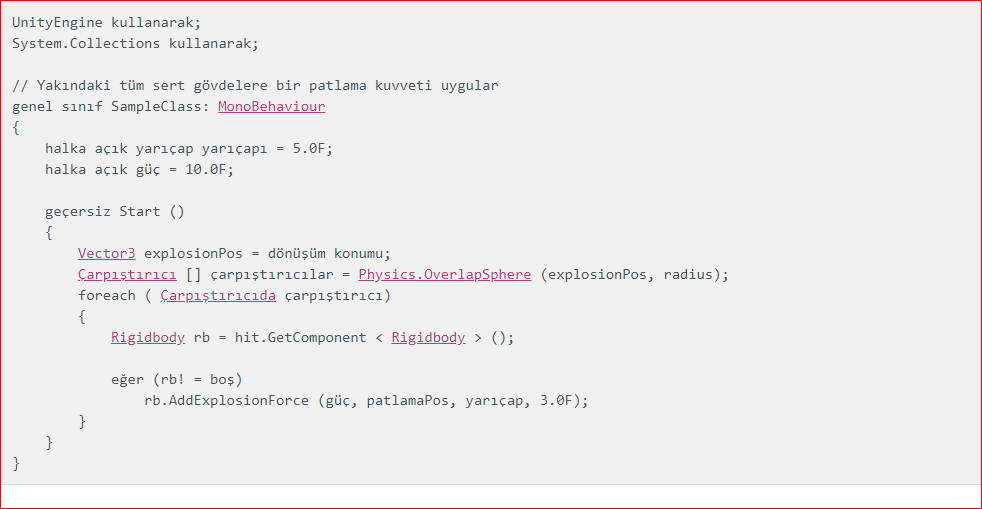 UnityEngine kullanarak;
System.Collections kullanarak;
// Yakındaki tüm sert gövdelere bir patlama kuvveti uygular
genel sınıf SampleClass: MonoBehaviour
{
halka açık yarıçap yarıçapı = 5.0F;
halka açık güç = 10.0F;
geçersiz Start ()
{
Vector3 explosionPos = dönüşüm konumu;
Çarpıştırıcı [] çarpıştırıcılar = Physics.OverlapSphere (explosionPos, radius);
foreach ( Çarpıştırıcıda çarpıştırıcı)
{
Rigidbody rb = hit.GetComponent < Rigidbody > ();
eğer (rb! = boş)
rb.AddExplosionForce (güç, patlamaPos, yarıçap, 3.0F);
}
}
}